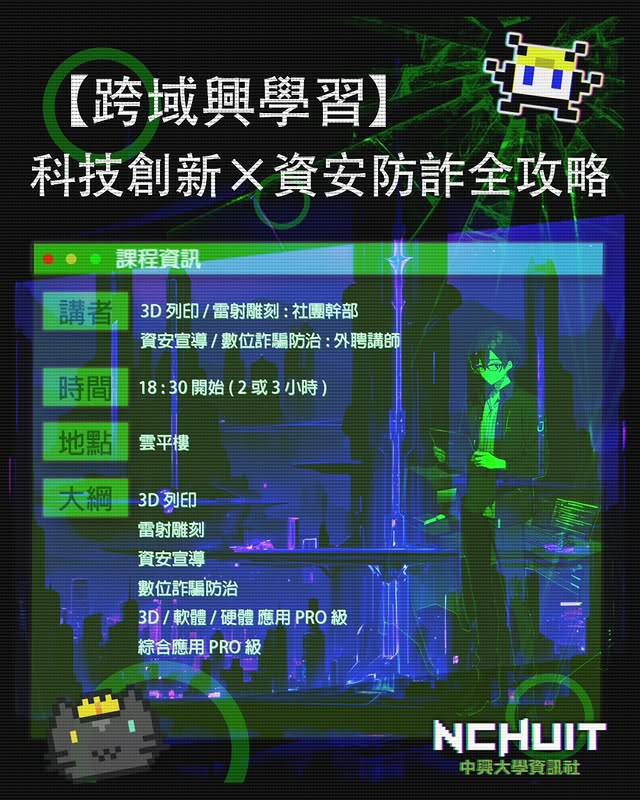 【跨域興學習】
科技創新×資安防詐全攻略
課程資訊
講者
3D 列印 / 雷射雕刻 : 社團幹部
資安宣導 / 數位詐騙防治 : 外聘講師
時間
18 : 30 開始 ( 2 或 3 小時 )
地點
雲平樓
大綱
3D 列印
雷射雕刻
資安宣導
數位詐騙防治
3D / 軟體 / 硬體 應用 PRO 級
綜合應用 PRO 級
NCHUIT
中興大學資訊社